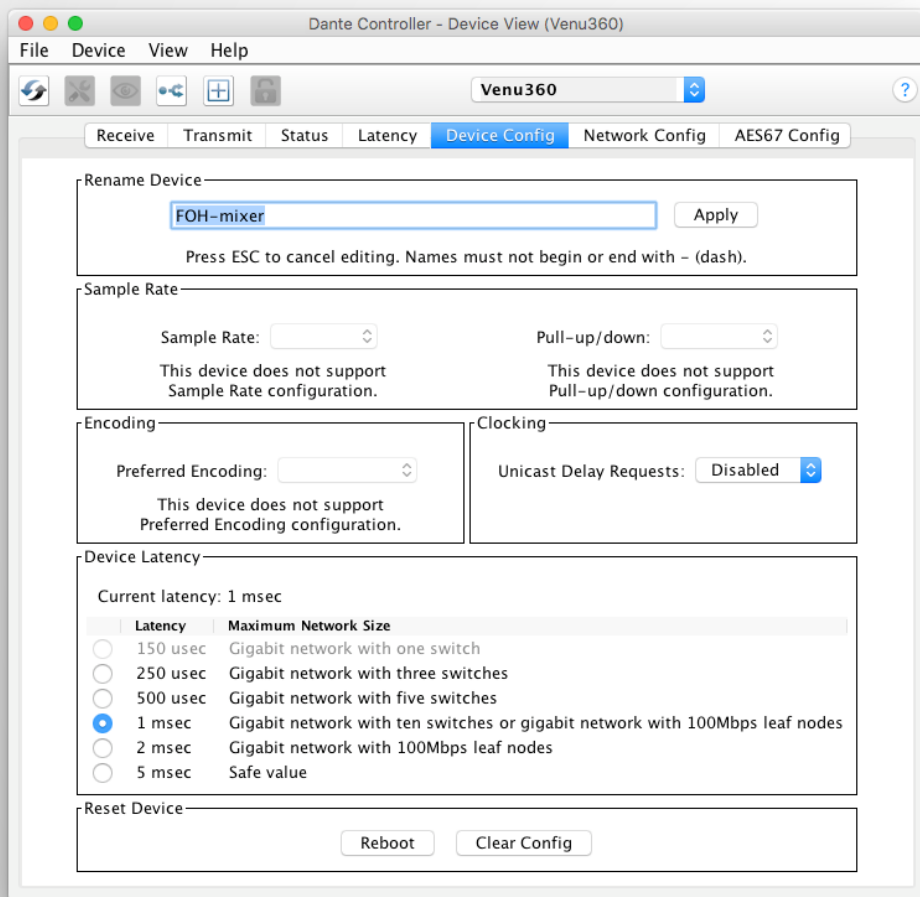 Dante Controller - Device View (Venu360)
File Device View Help
Venu360
?
Receive Transmit Status Latency Device Config Network Config AES67 Config
Rename Device
FOH-mixer Apply
Press ESC to cancel editing. Names must not begin or end with - (dash).
Sample Rate
Sample Rate: Pull-up/down:
This device does not support This device does not support
Sample Rate configuration. Pull-up/down configuration.
Encoding Clocking
Preferred Encoding: Unicast Delay Requests: Disabled
This device does not support
Preferred Encoding configuration.
Device Latency
Current latency: 1 msec
Latency Maximum Network Size
150 usec Gigabit network with one switch
250 usec Gigabit network with three switches
500 usec Gigabit network with five switches
1 msec Gigabit network with ten switches or gigabit network with 100Mbps leaf nodes
2 msec Gigabit network with 100Mbps leaf nodes
5 msec Safe value
Reset Device
Reboot Clear Config